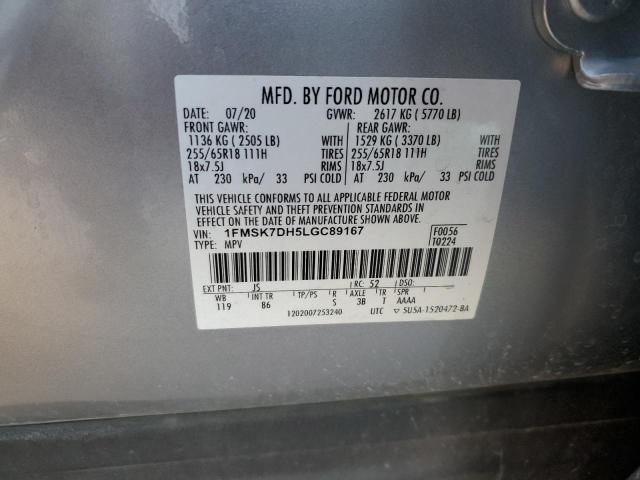 MFD. BY FORD MOTOR CO.
DATE: 07/20 GVWR: 2617 KG ( 5770 LB)
FRONT GAWR: REAR GAWR:
1136 KG ( 2505 LB) WITH 1529 KG ( 3370 LB) WITH
255/65R18 111H TIRES 255/65R18 111H TIRES
18x7.5J RIMS 18x7.5J RIMS
AT 230 kPa/ 33 PSI COLD AT 230 kPa/ 33 PSI COLD
THIS VEHICLE CONFORMS TO ALL APPLICABLE FEDERAL MOTOR
VEHICLE SAFETY AND THEFT PREVENTION STANDARDS IN
EFFECT ON THE DATE OF MANUFACTURE SHOWN ABOVE.
VIN: 1FMSK7DH5LGC89167 F0056
TYPE: MPV T0224
EXT PNT: JS RC: 52 DSO:
WB INT TR TP/PS R AXLE TR SPR
119 86 S 3B T AAAA
1202007253240 UTC ▽ SU5A-1520472-BA